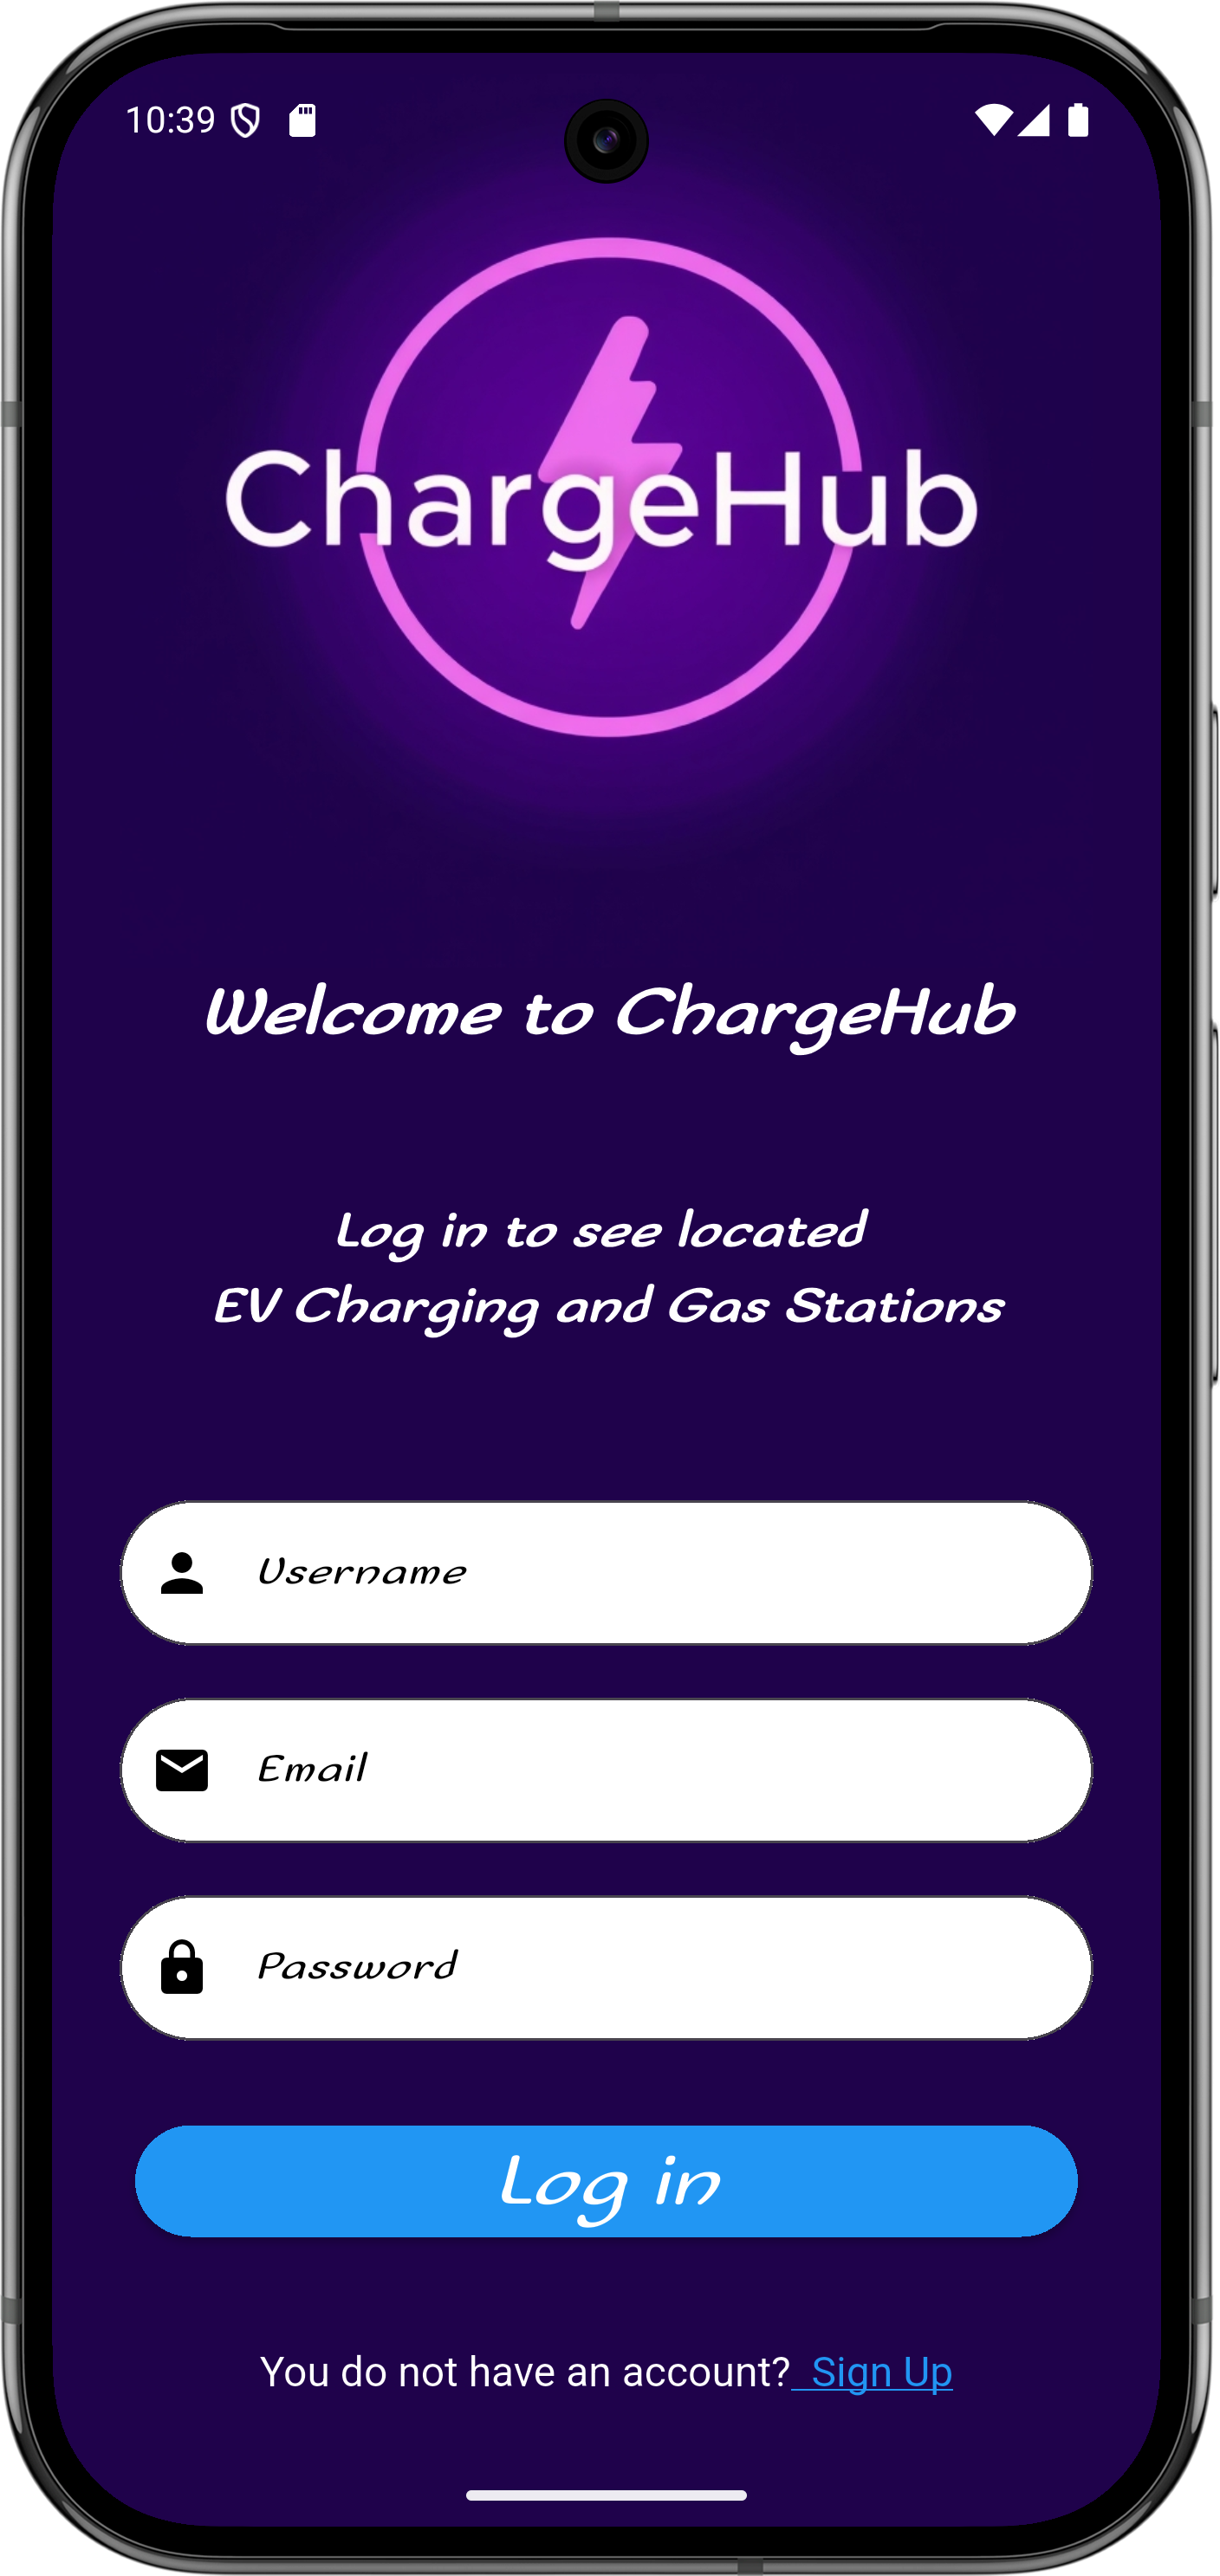 10:39
ChargeHub
Welcome to ChargeHub
Log in to see located
EV Charging and Gas Stations
Username
Email
Password
Log in
You do not have an account? Sign Up